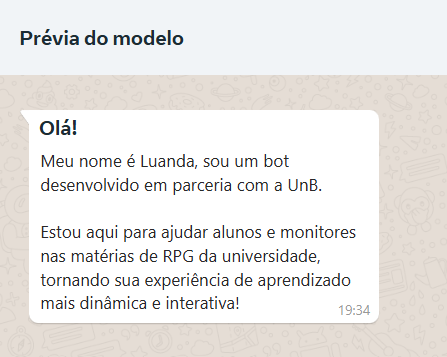 Prévia do modelo
Olá!
Meu nome é Luanda, sou um bot
desenvolvido em parceria com a UnB.
Estou aqui para ajudar alunos e monitores
nas matérias de RPG da universidade,
tornando sua experiência de aprendizado
mais dinâmica e interativa!
19:34